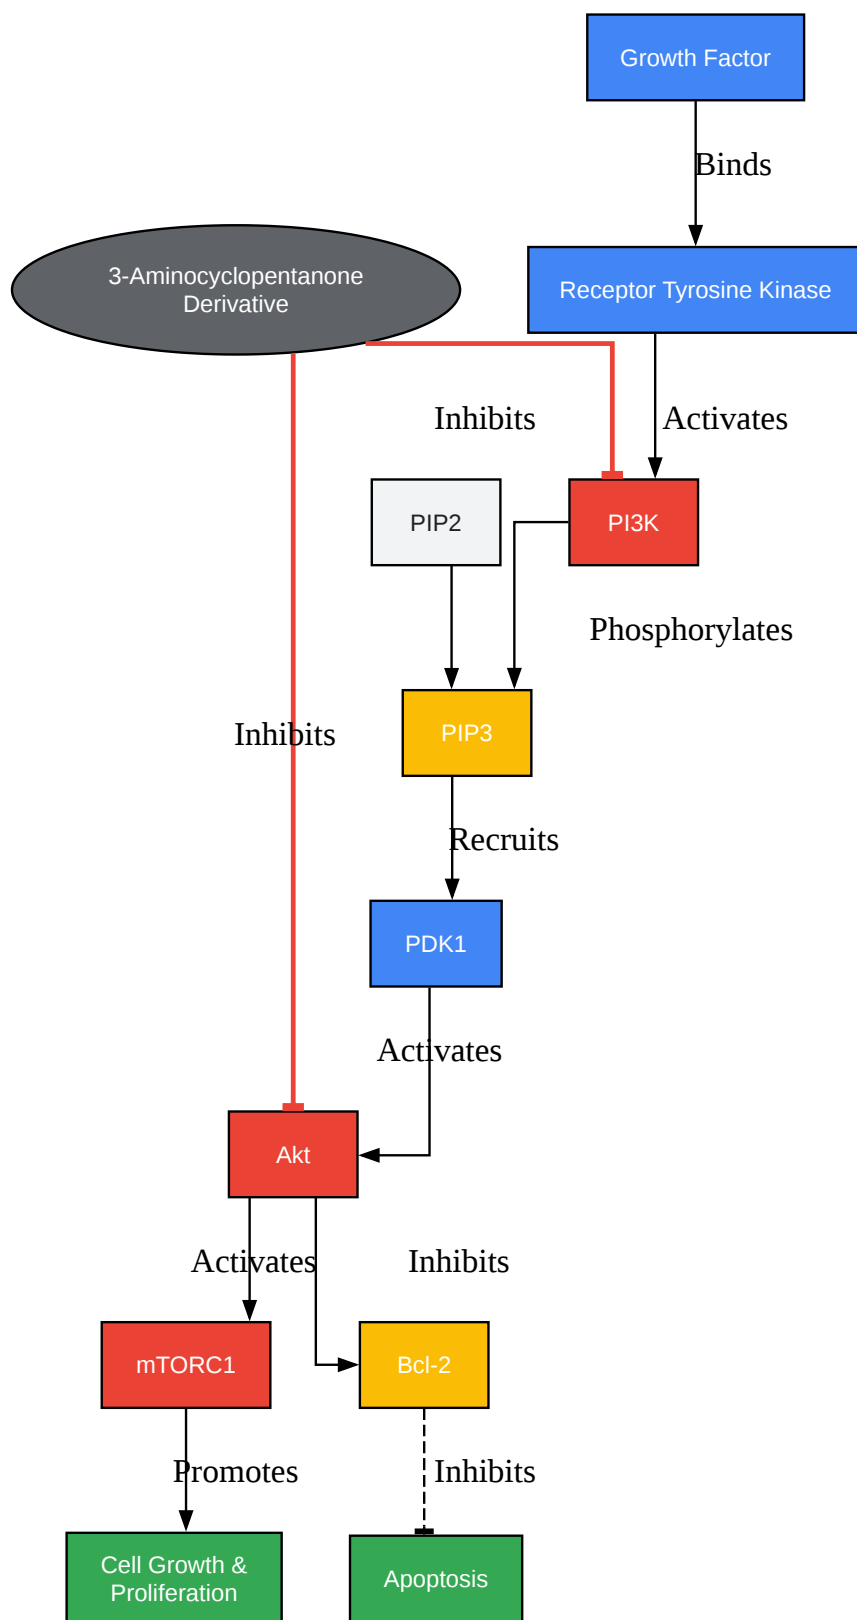 Growth Factor
Binds
3-Aminocyclopentanone
Derivative
Receptor Tyrosine Kinase
Inhibits
Activates
PIP2
PI3K
Phosphorylates
Inhibits
PIP3
Recruits
PDK1
Activates
Akt
Activates
Inhibits
mTORC1
Bcl-2
Promotes
Inhibits
Cell Growth &
Proliferation
Apoptosis